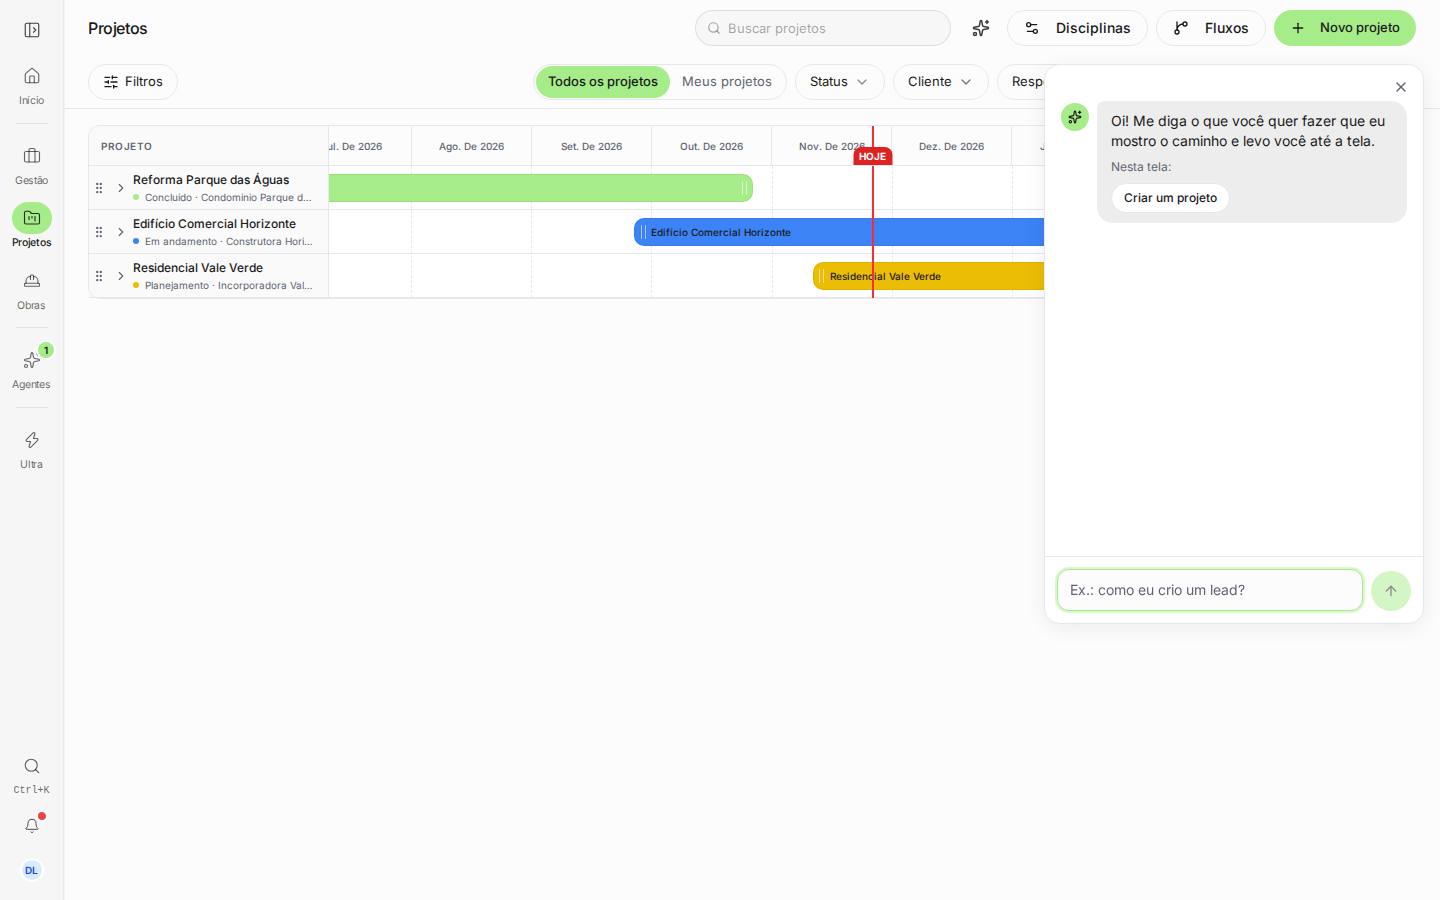 Projetos
Buscar projetos
Disciplinas
Fluxos
Novo projeto
Início
Gestão
Projetos
Obras
1
Agentes
Ultra
Ctrl+K
DL
Filtros
Todos os projetos
Meus projetos
Status
Cliente
Resp
PROJETO
ul. De 2026
Ago. De 2026
Set. De 2026
Out. De 2026
Nov. De 2026
Dez. De 2026
J
HOJE
Reforma Parque das Águas
Concluído · Condomínio Parque d...
Edifício Comercial Horizonte
Em andamento · Construtora Hori...
Edifício Comercial Horizonte
Residencial Vale Verde
Planejamento · Incorporadora Val...
Residencial Vale Verde
Oi! Me diga o que você quer fazer que eu
mostro o caminho e levo você até a tela.
Nesta tela:
Criar um projeto
Ex.: como eu crio um lead?